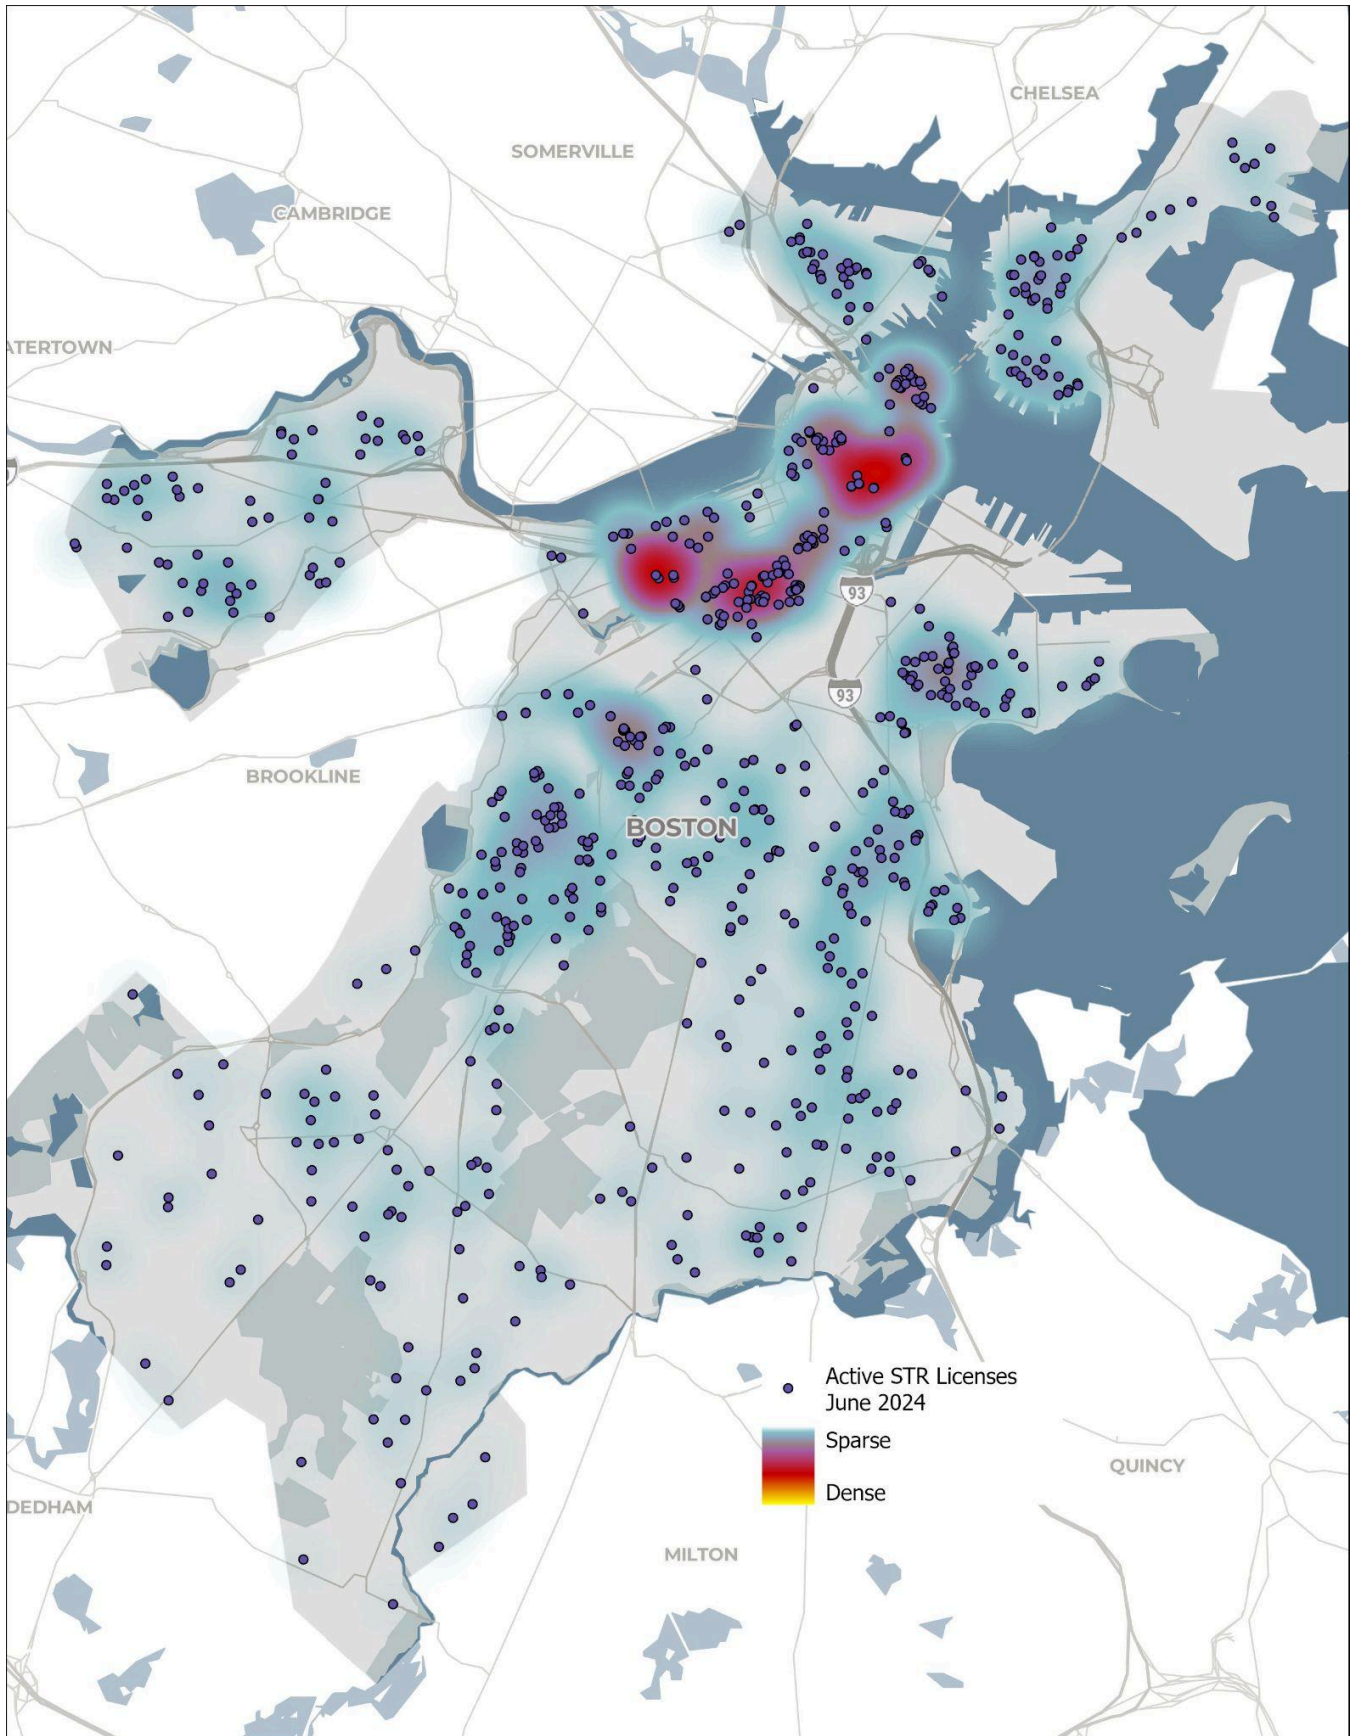 CHELSEA
SOMERVILLE
CAMBRIDGE
ATERTOWN
93
93
BROOKLINE
BOSTON
Active STR Licenses
June 2024
Sparse
Dense
QUINCY
DEDHAM
MILTON